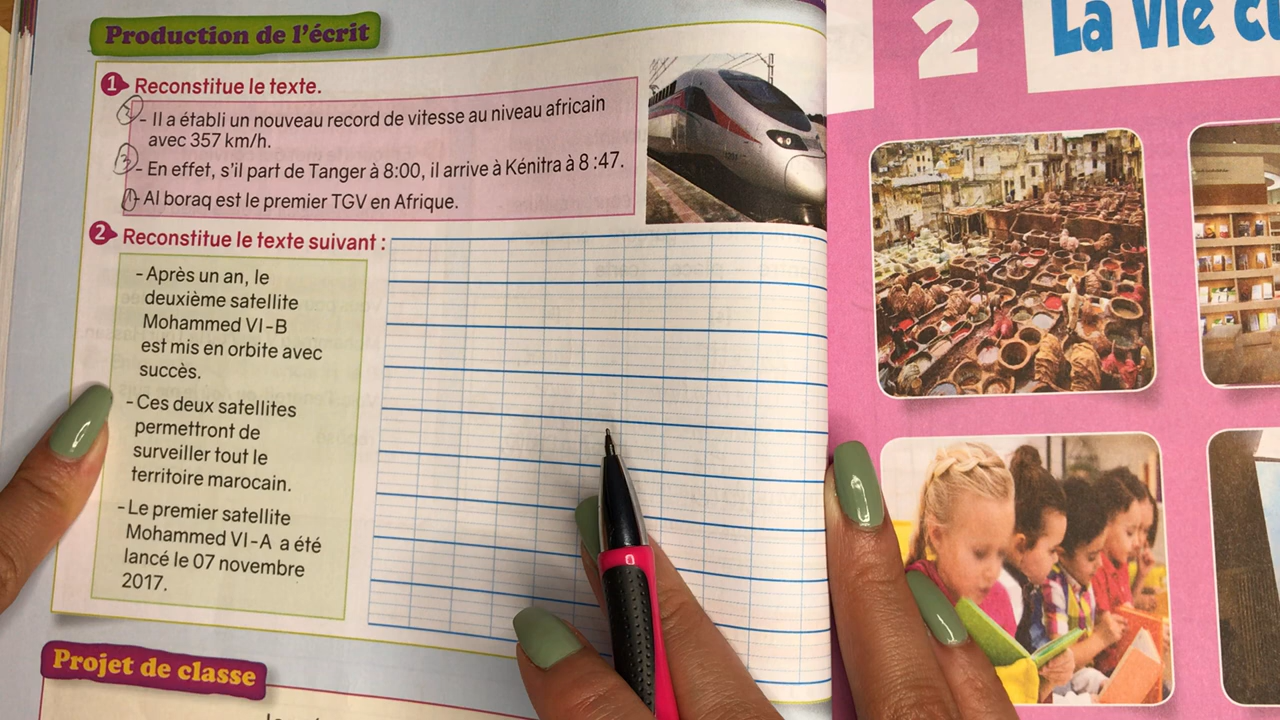 Production de l'écrit
1 Reconstitue le texte.
2 - Il a établi un nouveau record de vitesse au niveau africain
avec 357 km/h.
3 - En effet, s'il part de Tanger à 8:00, il arrive à Kénitra à 8 :47.
1 - Al boraq est le premier TGV en Afrique.
2 Reconstitue le texte suivant :
- Après un an, le
deuxième satellite
Mohammed VI-B
est mis en orbite avec
succès.
- Ces deux satellites
permettront de
surveiller tout le
territoire marocain.
- Le premier satellite
Mohammed VI-A a été
lancé le 07 novembre
2017.
Projet de classe
2 La vie